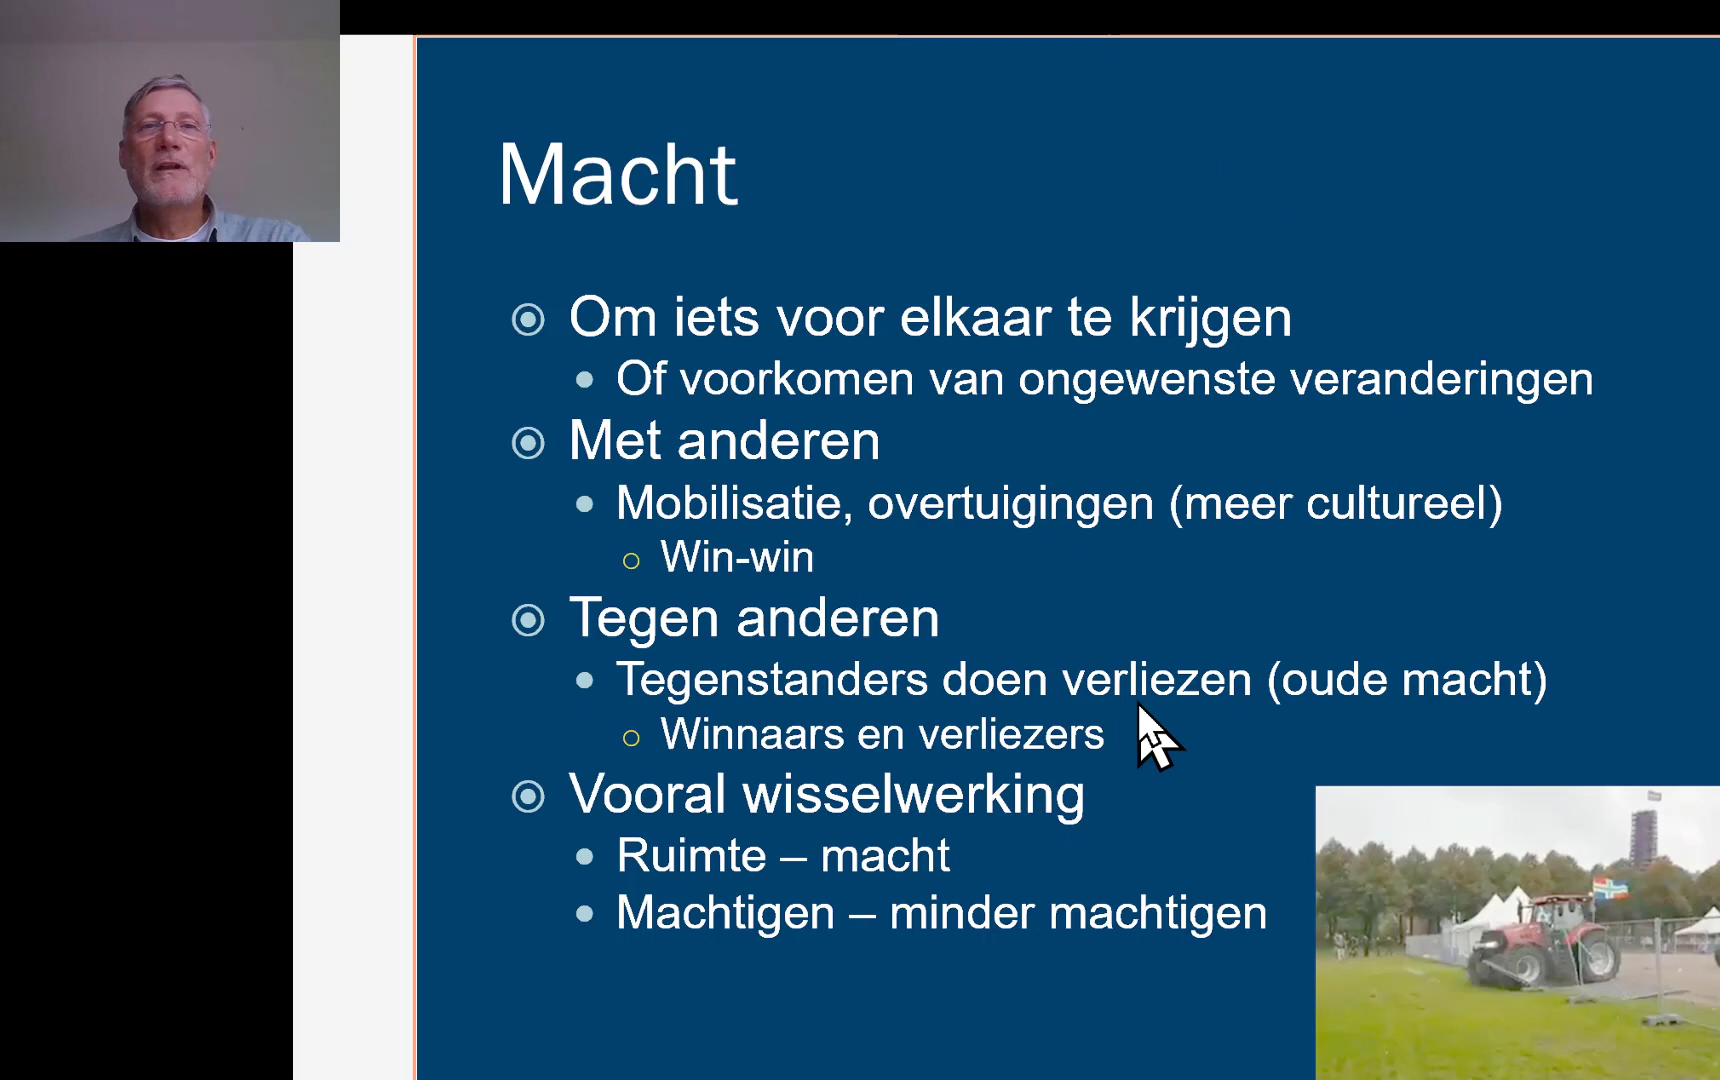 Macht
Om iets voor elkaar te krijgen
Of voorkomen van ongewenste veranderingen
Met anderen
Mobilisatie, overtuigingen (meer cultureel)
Win-win
Tegen anderen
Tegenstanders doen verliezen (oude macht)
Winnaars en verliezers
Vooral wisselwerking
Ruimte – macht
Machtigen – minder machtigen